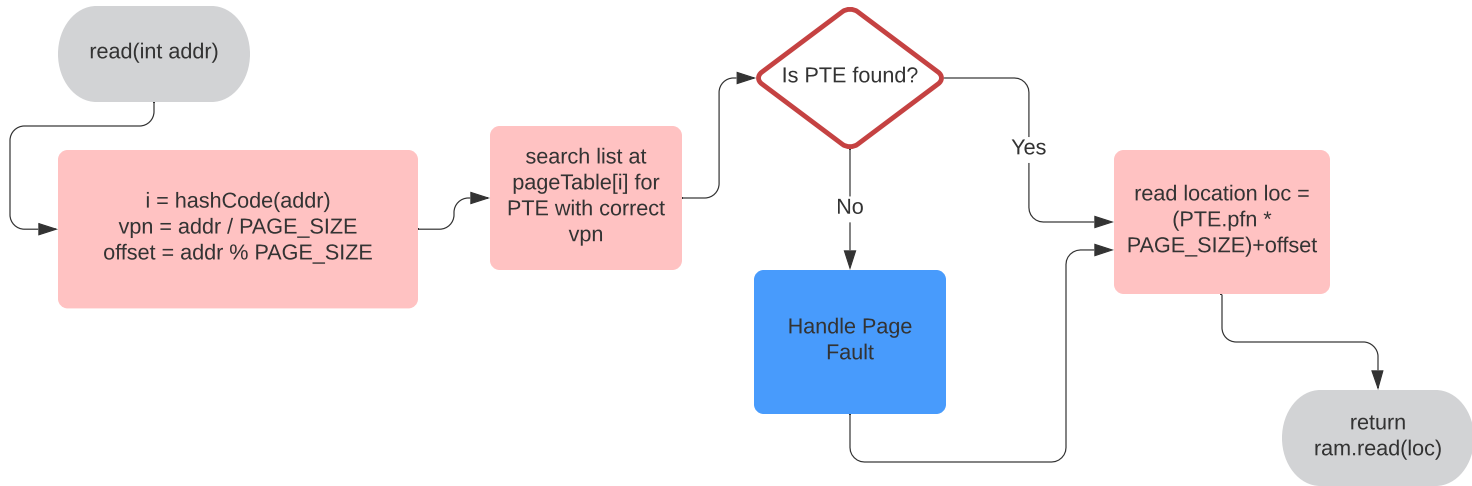 read(int addr)
i = hashCode(addr)
vpn = addr / PAGE_SIZE
offset = addr % PAGE_SIZE
search list at
pageTable[i] for
PTE with correct
vpn
Is PTE found?
Yes
No
Handle Page
Fault
read location loc =
(PTE.pfn *
PAGE_SIZE)+offset
return
ram.read(loc)